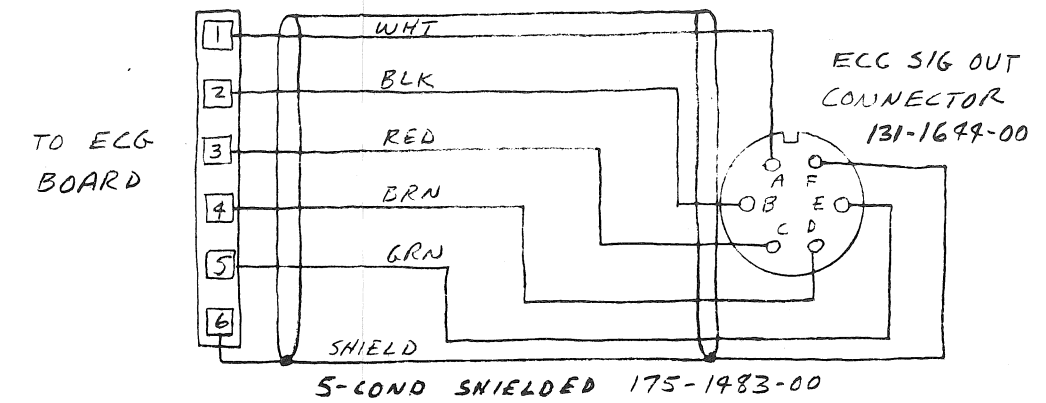 TO ECG
BOARD
1
2
3
4
5
6
WHT
BLK
RED
BRN
GRN
SHIELD
ECG SIG OUT
CONNECTOR
131-1644-00
A
F
B
E
C
D
5-COND SHIELDED 175-1483-00